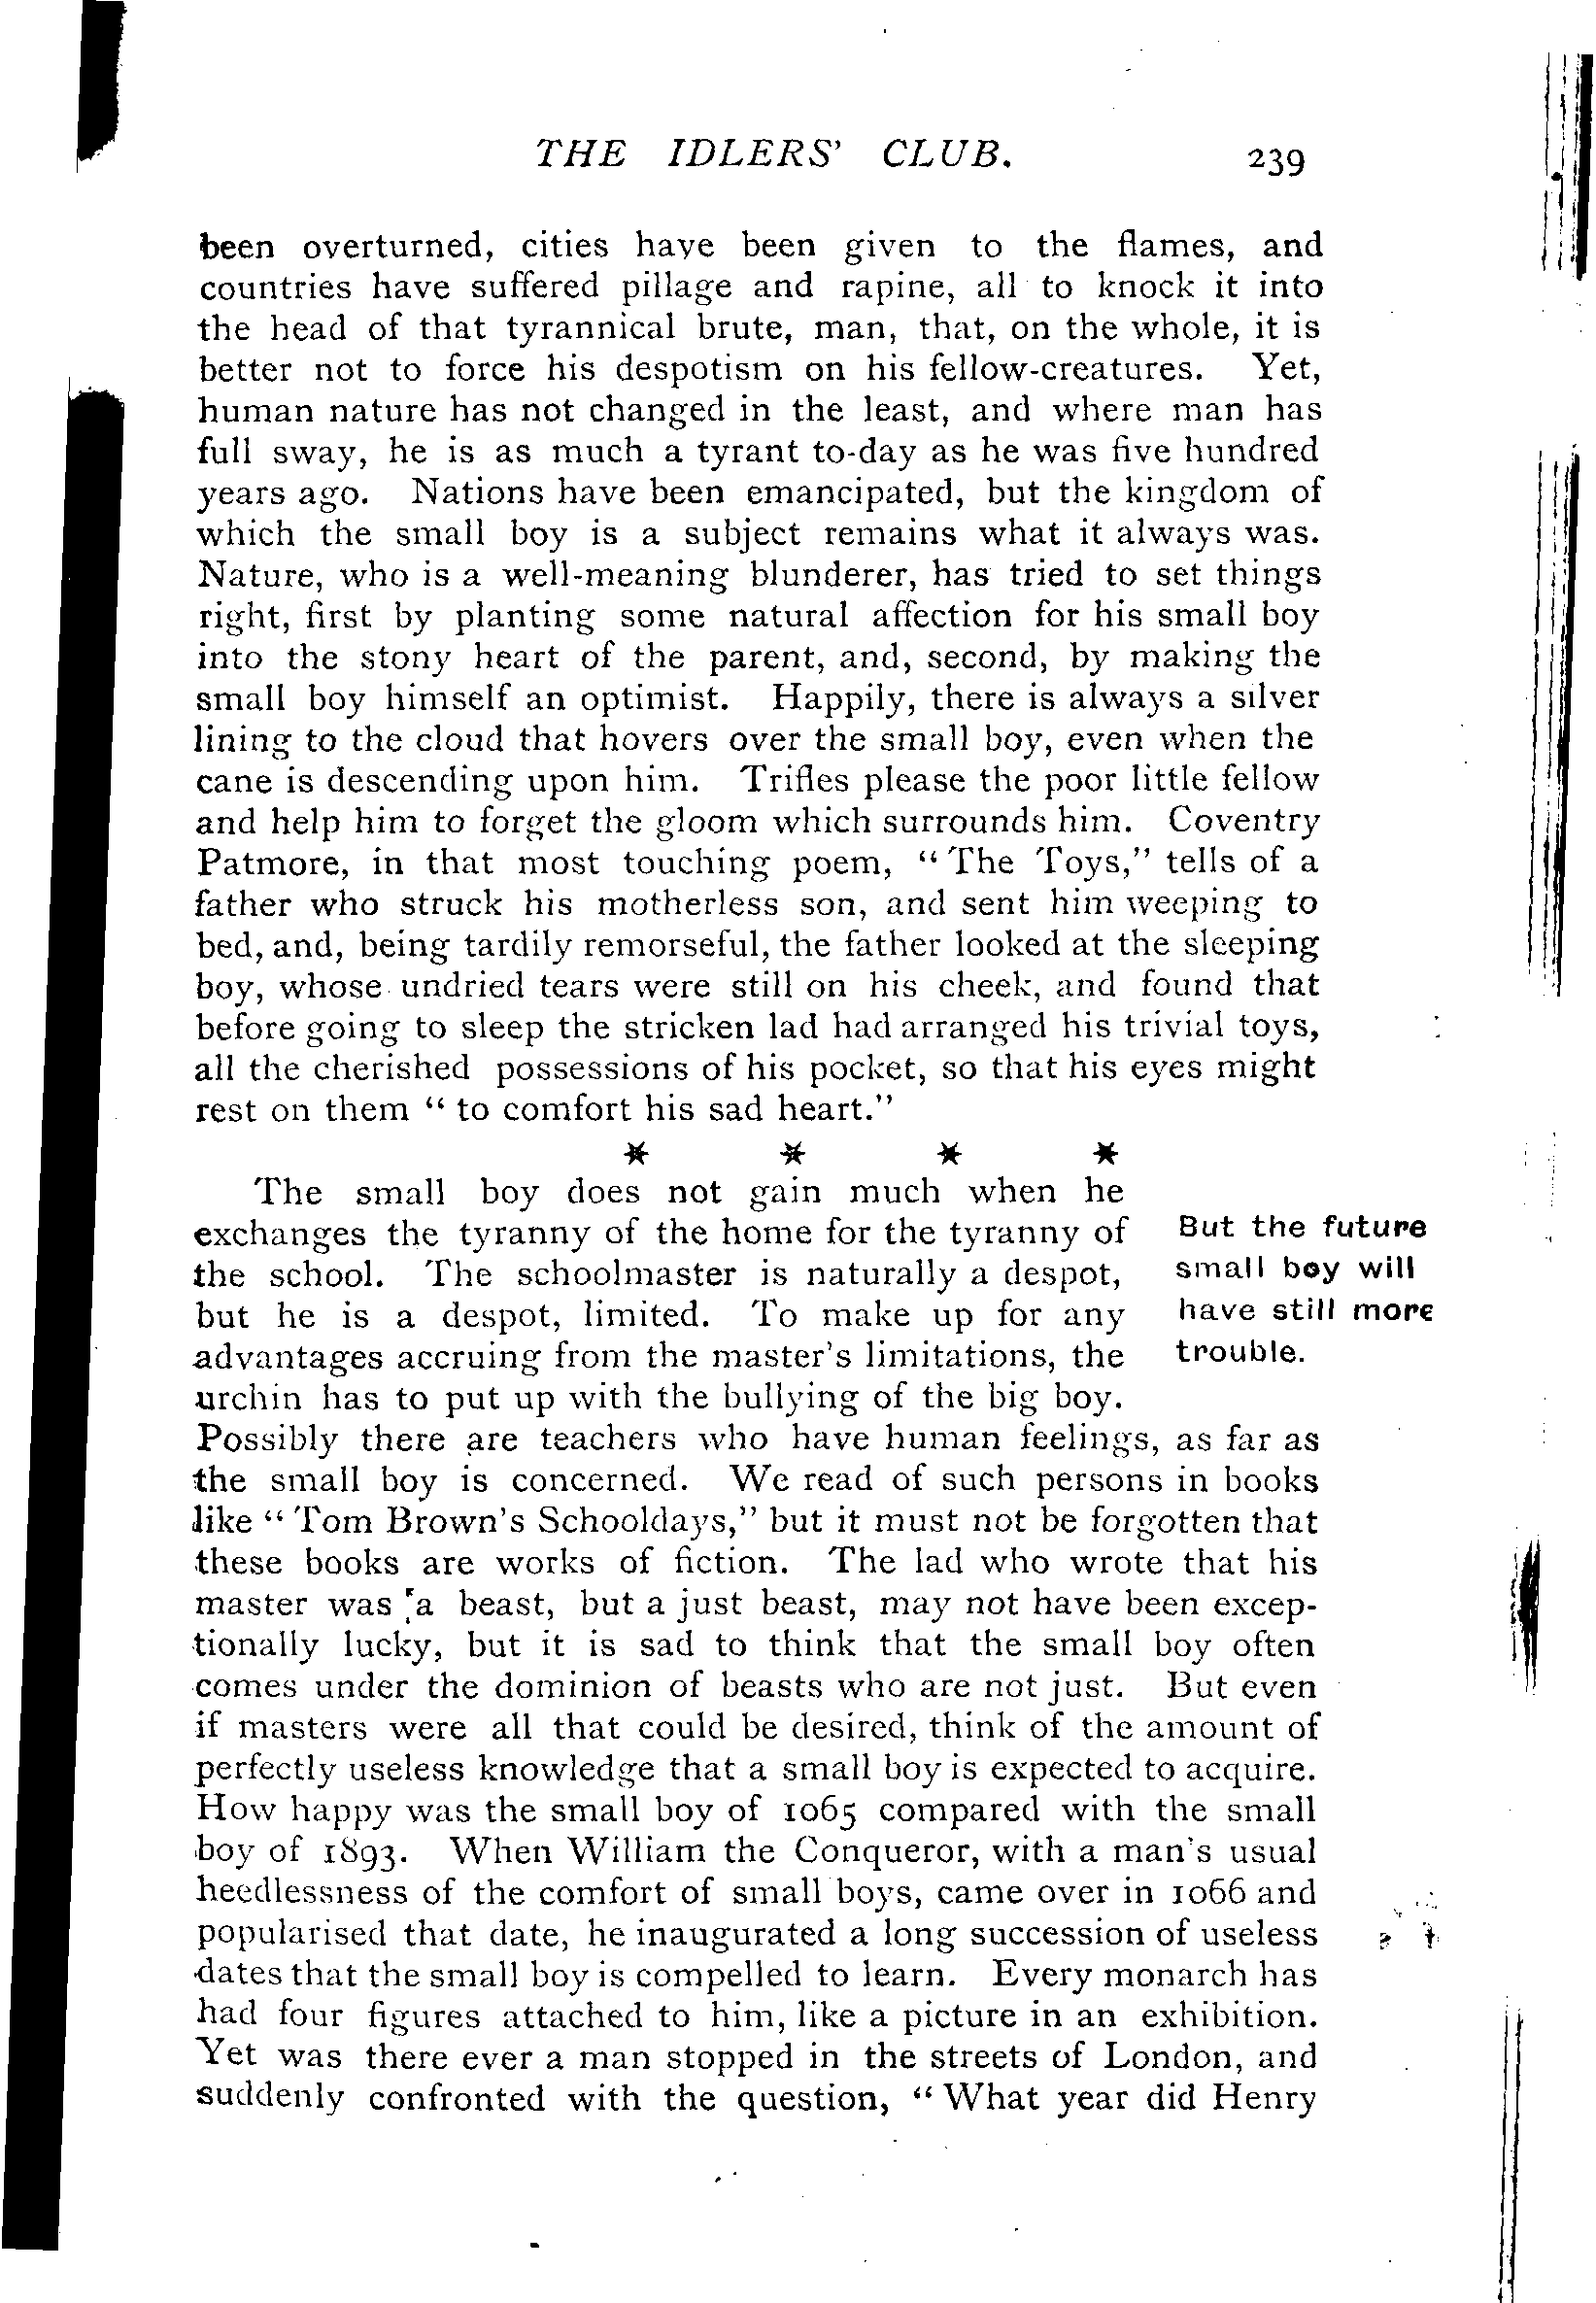 THE IDLERS' CLUB. 239
been overturned, cities have been given to the flames, and
countries have suffered pillage and rapine, all to knock it into
the head of that tyrannical brute, man, that, on the whole, it is
better not to force his despotism on his fellow-creatures. Yet,
human nature has not changed in the least, and where man has
full sway, he is as much a tyrant to-day as he was five hundred
years ago. Nations have been emancipated, but the kingdom of
which the small boy is a subject remains what it always was.
Nature, who is a well-meaning blunderer, has tried to set things
right, first by planting some natural affection for his small boy
into the stony heart of the parent, and, second, by making the
small boy himself an optimist. Happily, there is always a silver
lining to the cloud that hovers over the small boy, even when the
cane is descending upon him. Trifles please the poor little fellow
and help him to forget the gloom which surrounds him. Coventry
Patmore, in that most touching poem, "The Toys," tells of a
father who struck his motherless son, and sent him weeping to
bed, and, being tardily remorseful, the father looked at the sleeping
boy, whose undried tears were still on his cheek, and found that
before going to sleep the stricken lad had arranged his trivial toys,
all the cherished possessions of his pocket, so that his eyes might
rest on them "to comfort his sad heart."
* * * *
The small boy does not gain much when he
exchanges the tyranny of the home for the tyranny of
the school. The schoolmaster is naturally a despot,
but he is a despot, limited. To make up for any
advantages accruing from the master's limitations, the
urchin has to put up with the bullying of the big boy.
But the future
small boy will
have still more
trouble.
Possibly there are teachers who have human feelings, as far as
the small boy is concerned. We read of such persons in books
like "Tom Brown's Schooldays," but it must not be forgotten that
these books are works of fiction. The lad who wrote that his
master was a beast, but a just beast, may not have been excep-
tionally lucky, but it is sad to think that the small boy often
comes under the dominion of beasts who are not just. But even
if masters were all that could be desired, think of the amount of
perfectly useless knowledge that a small boy is expected to acquire.
How happy was the small boy of 1065 compared with the small
boy of 1893. When William the Conqueror, with a man's usual
heedlessness of the comfort of small boys, came over in 1066 and
popularised that date, he inaugurated a long succession of useless
dates that the small boy is compelled to learn. Every monarch has
had four figures attached to him, like a picture in an exhibition.
Yet was there ever a man stopped in the streets of London, and
suddenly confronted with the question, "What year did Henry